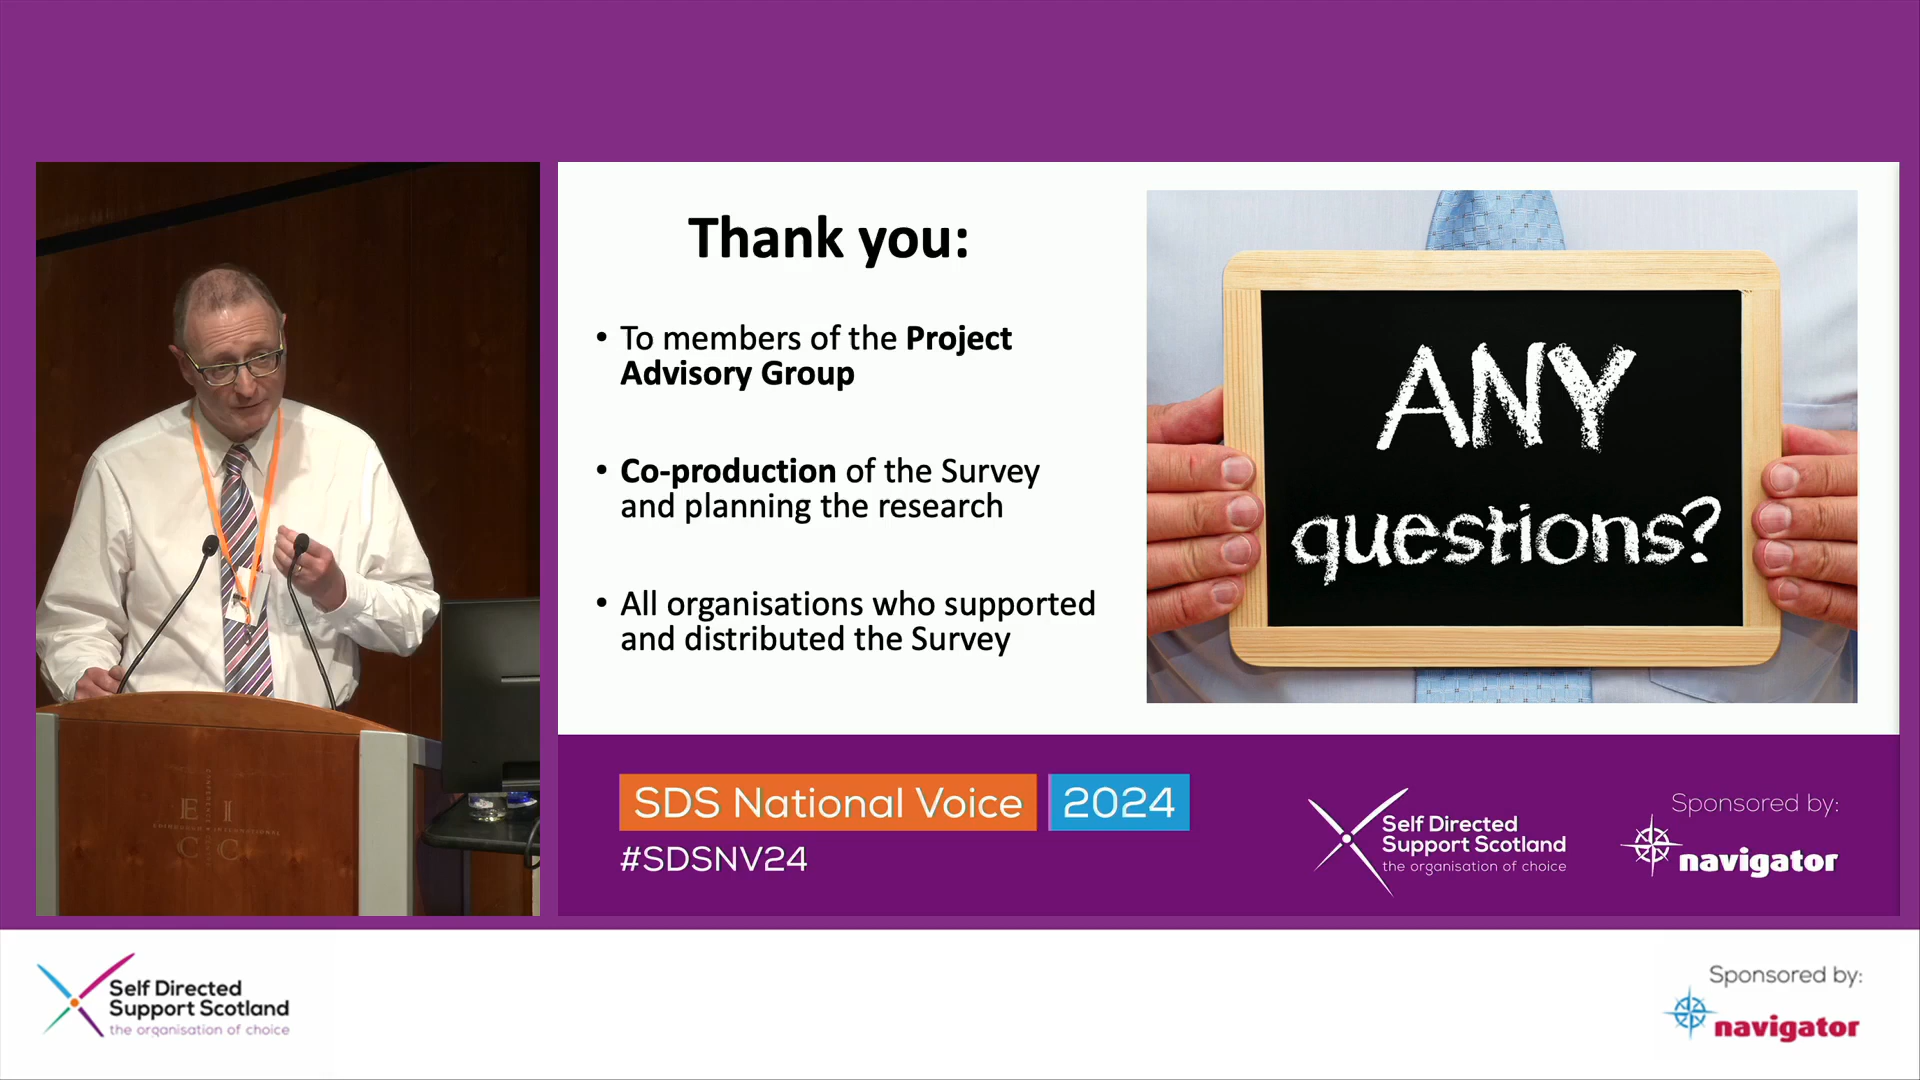 Thank you:
• To members of the Project
Advisory Group
• Co-production of the Survey
and planning the research
• All organisations who supported
and distributed the Survey
ANY
questions?
SDS National Voice 2024
#SDSNV24
Self Directed
Support Scotland
the organisation of choice
Sponsored by:
navigator
E I
C C
Self Directed
Support Scotland
the organisation of choice
Sponsored by:
navigator